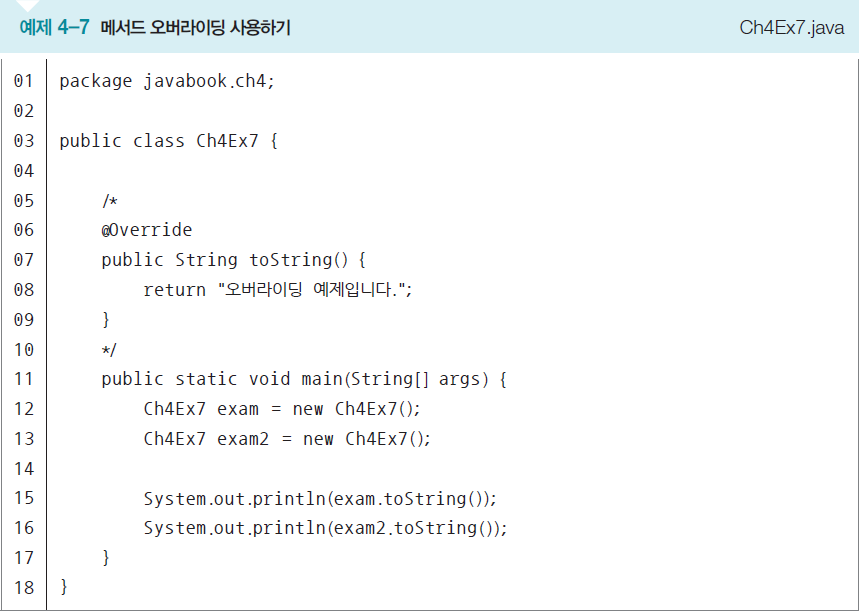 예제 4-7 메서드 오버라이딩 사용하기 Ch4Ex7.java
01 package javabook.ch4;
02
03 public class Ch4Ex7 {
04
05 /*
06 @Override
07 public String toString() {
08 return "오버라이딩 예제입니다.";
09 }
10 */
11 public static void main(String[] args) {
12 Ch4Ex7 exam = new Ch4Ex7();
13 Ch4Ex7 exam2 = new Ch4Ex7();
14
15 System.out.println(exam.toString());
16 System.out.println(exam2.toString());
17 }
18 }